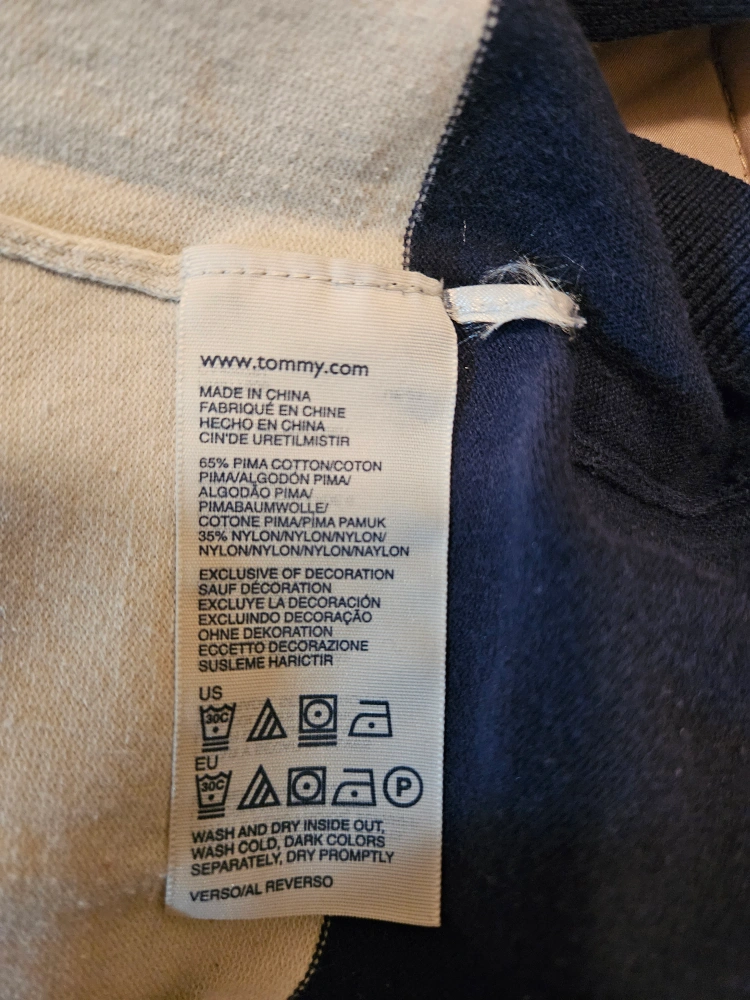 www.tommy.com
MADE IN CHINA
FABRIQUÉ EN CHINE
HECHO EN CHINA
CIN'DE URETILMISTIR
65% PIMA COTTON/COTON
PIMA/ALGODÓN PIMA/
ALGODÃO PIMA/
PIMABAUMWOLLE/
COTONE PIMA/PİMA PAMUK
35% NYLON/NYLON/NYLON/
NYLON/NYLON/NYLON/NAYLON
EXCLUSIVE OF DECORATION
SAUF DÉCORATION
EXCLUYE LA DECORACIÓN
EXCLUINDO DECORAÇÃO
OHNE DEKORATION
ECCETTO DECORAZIONE
SUSLEME HARICTIR
US
30C
EU
30C P
WASH AND DRY INSIDE OUT,
WASH COLD, DARK COLORS
SEPARATELY, DRY PROMPTLY
VERSO/AL REVERSO